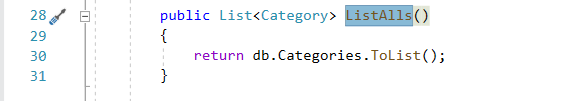 28 public List<Category> ListAlls()
29 {
30 return db.Categories.ToList();
31 }